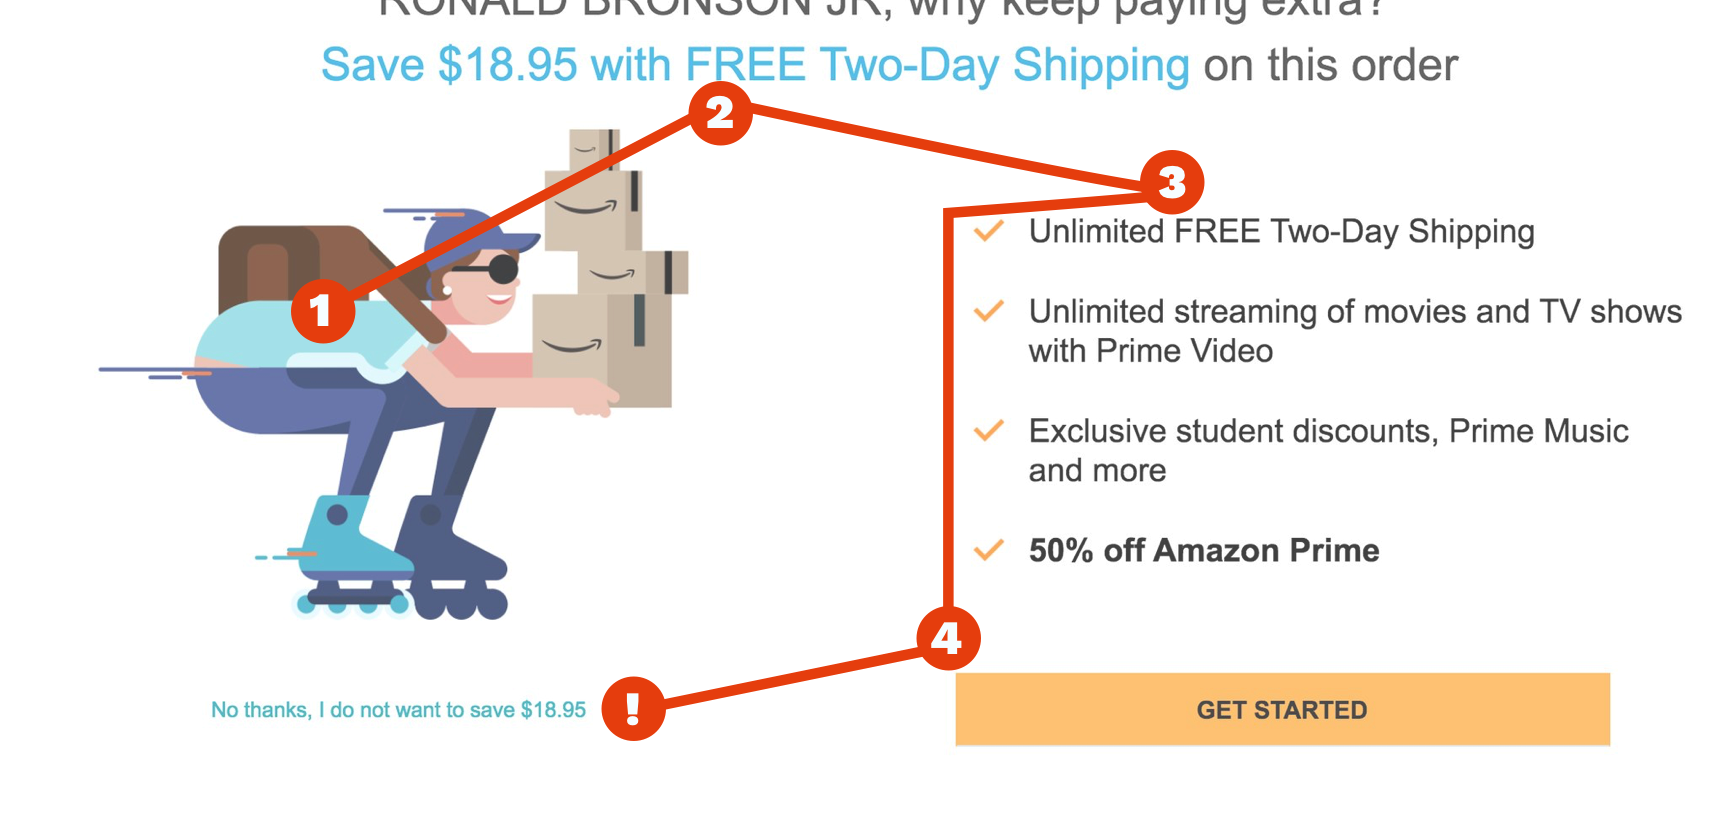 RONALD BRONSON JR, why keep paying extra?
Save $18.95 with FREE Two-Day Shipping on this order
2
3
Unlimited FREE Two-Day Shipping
1
Unlimited streaming of movies and TV shows
with Prime Video
Exclusive student discounts, Prime Music
and more
50% off Amazon Prime
4
No thanks, I do not want to save $18.95
!
GET STARTED